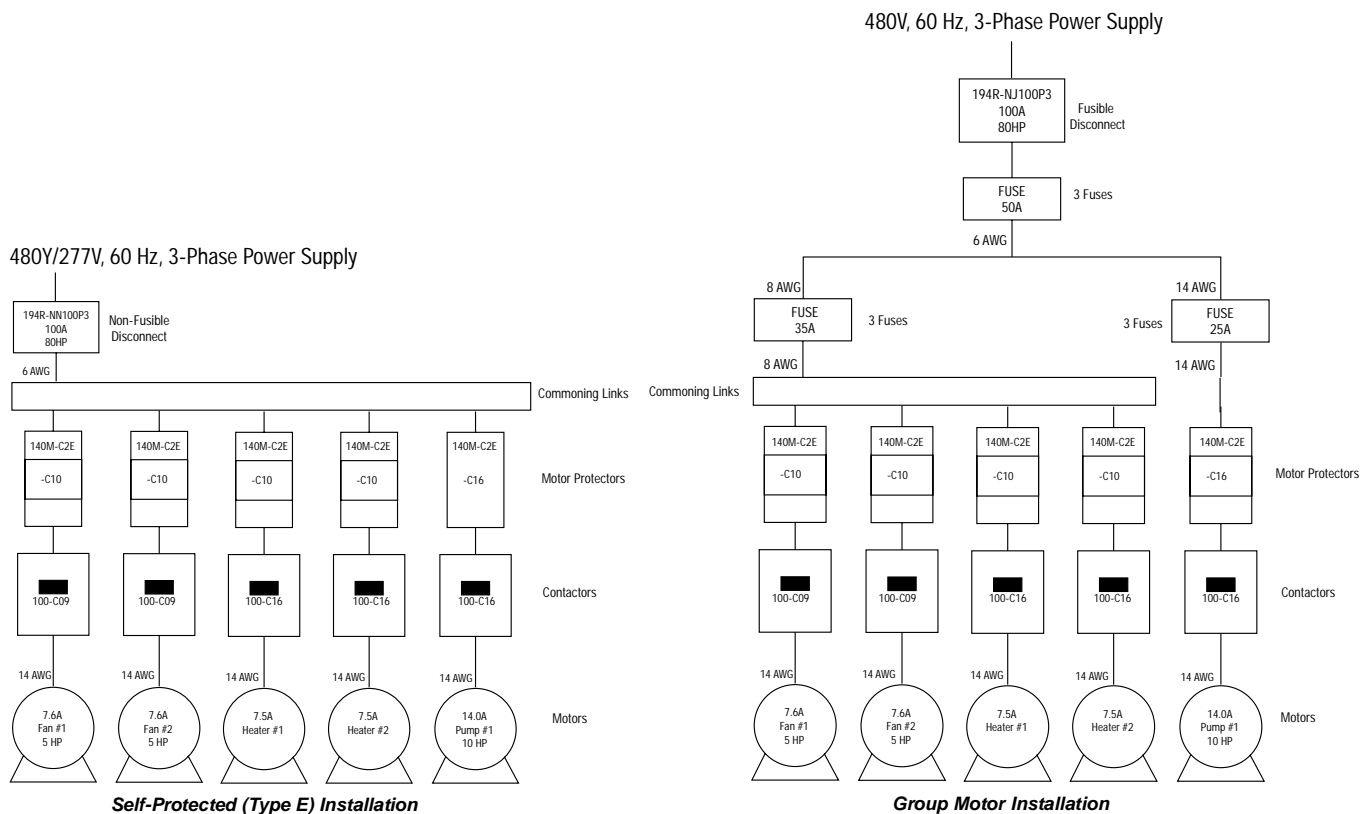 480Y/277V, 60 Hz, 3-Phase Power Supply
194R-NN100P3
100A
80HP
Non-Fusible
Disconnect
6 AWG
Commoning Links
140M-C2E
140M-C2E
140M-C2E
140M-C2E
140M-C2E
-C10
-C10
-C10
-C10
-C16
Motor Protectors
100-C09
100-C09
100-C16
100-C16
100-C16
Contactors
14 AWG
14 AWG
14 AWG
14 AWG
14 AWG
7.6A
Fan #1
5 HP
7.6A
Fan #2
5 HP
7.5A
Heater #1
7.5A
Heater #2
14.0A
Pump #1
10 HP
Motors
Self-Protected (Type E) Installation
480V, 60 Hz, 3-Phase Power Supply
194R-NJ100P3
100A
80HP
Fusible
Disconnect
FUSE
50A
3 Fuses
6 AWG
8 AWG
14 AWG
FUSE
35A
3 Fuses
3 Fuses
FUSE
25A
8 AWG
14 AWG
Commoning Links
140M-C2E
140M-C2E
140M-C2E
140M-C2E
140M-C2E
-C10
-C10
-C10
-C10
-C16
Motor Protectors
100-C09
100-C09
100-C16
100-C16
100-C16
Contactors
14 AWG
14 AWG
14 AWG
14 AWG
14 AWG
7.6A
Fan #1
5 HP
7.6A
Fan #2
5 HP
7.5A
Heater #1
7.5A
Heater #2
14.0A
Pump #1
10 HP
Motors
Group Motor Installation